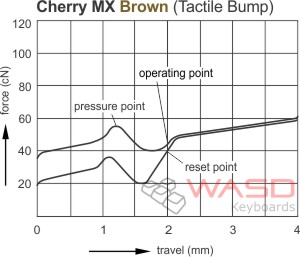 Cherry MX Brown (Tactile Bump)
120
100
80
60
40
20
force (cN)
operating point
pressure point
reset point
WASD
Keyboards
0
1
2
3
4
travel (mm)